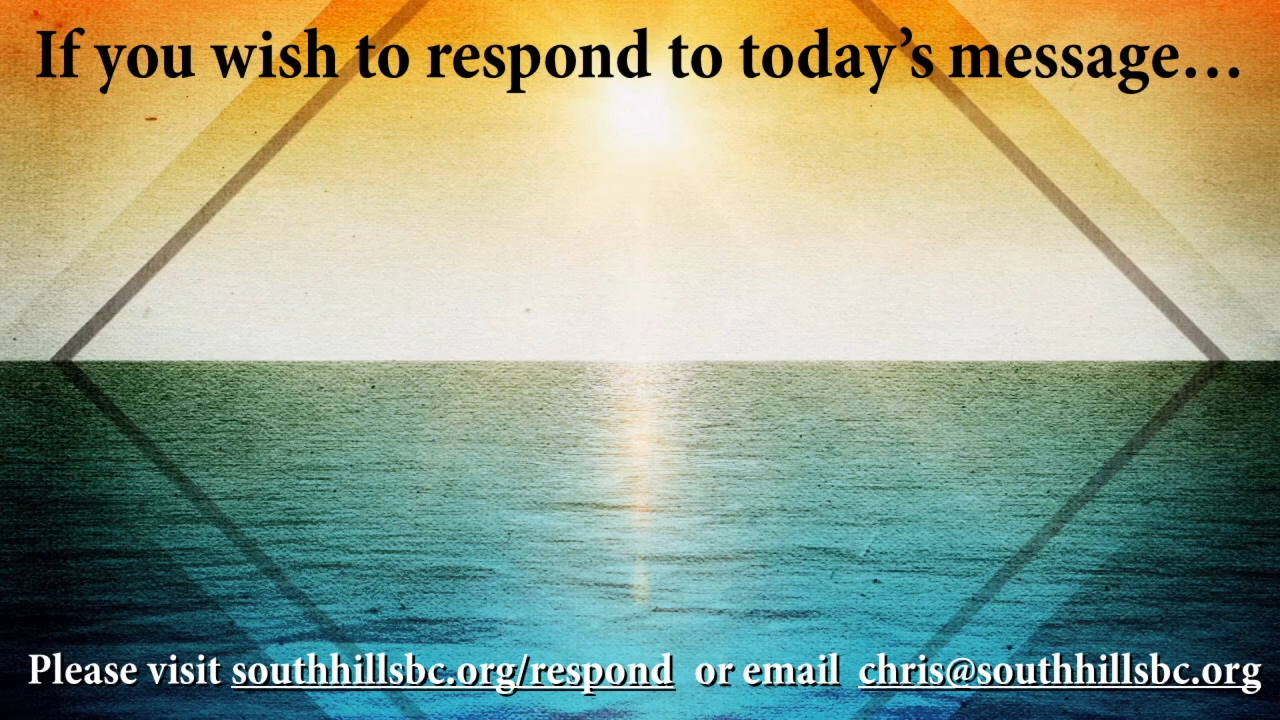 If you wish to respond to today’s message…
Please visit southhillsbc.org/respond or email chris@southhillsbc.org